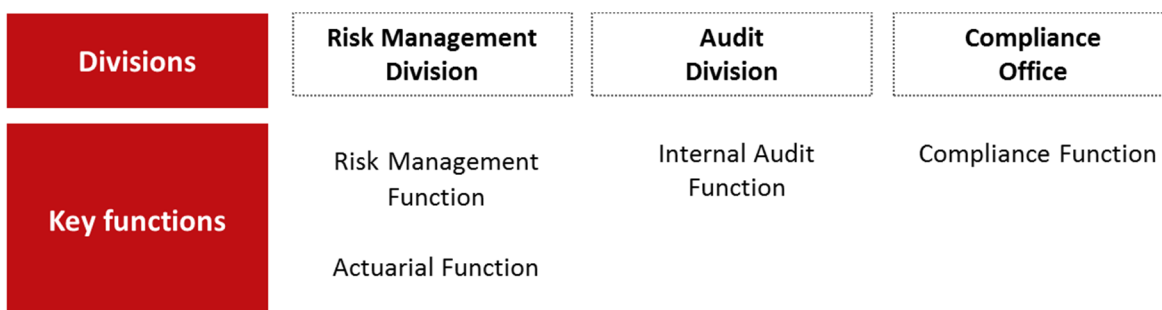 Divisions
Risk Management
Division
Audit
Division
Compliance
Office
Key functions
Risk Management
Function
Actuarial Function
Internal Audit
Function
Compliance Function